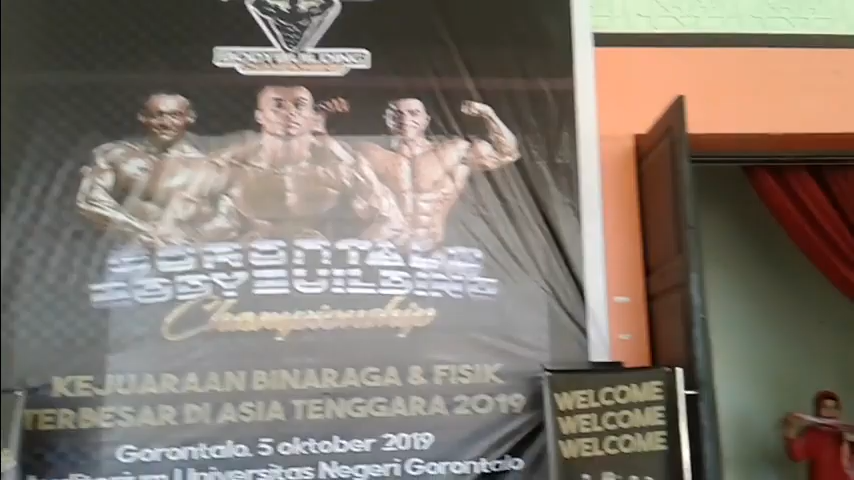 GORONTALO
BODYBUILDING
Championship
KEJUARAAN BINARAGA & FISIK
TERBESAR DI ASIA TENGGARA 2019
Gorontalo. 5 oktober 2019
Auditorium Universitas Negeri Gorontalo
WELCOME
WELCOME
WELCOME